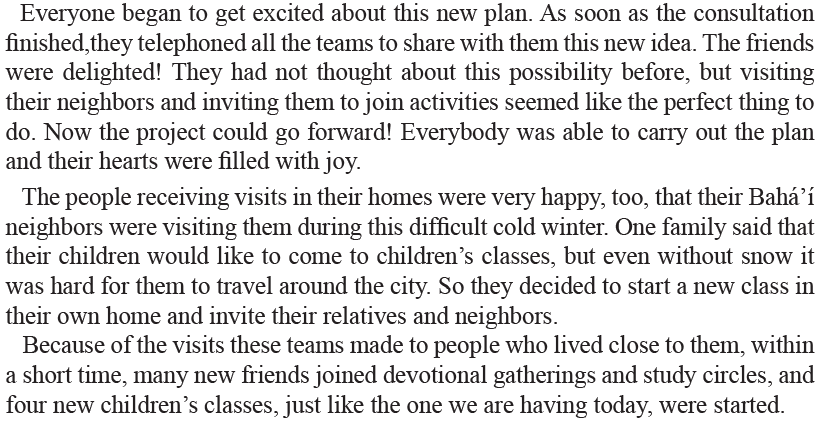 Everyone began to get excited about this new plan. As soon as the consultation
finished,they telephoned all the teams to share with them this new idea. The friends
were delighted! They had not thought about this possibility before, but visiting
their neighbors and inviting them to join activities seemed like the perfect thing to
do. Now the project could go forward! Everybody was able to carry out the plan
and their hearts were filled with joy.
The people receiving visits in their homes were very happy, too, that their Bahá’í
neighbors were visiting them during this difficult cold winter. One family said that
their children would like to come to children’s classes, but even without snow it
was hard for them to travel around the city. So they decided to start a new class in
their own home and invite their relatives and neighbors.
Because of the visits these teams made to people who lived close to them, within
a short time, many new friends joined devotional gatherings and study circles, and
four new children’s classes, just like the one we are having today, were started.